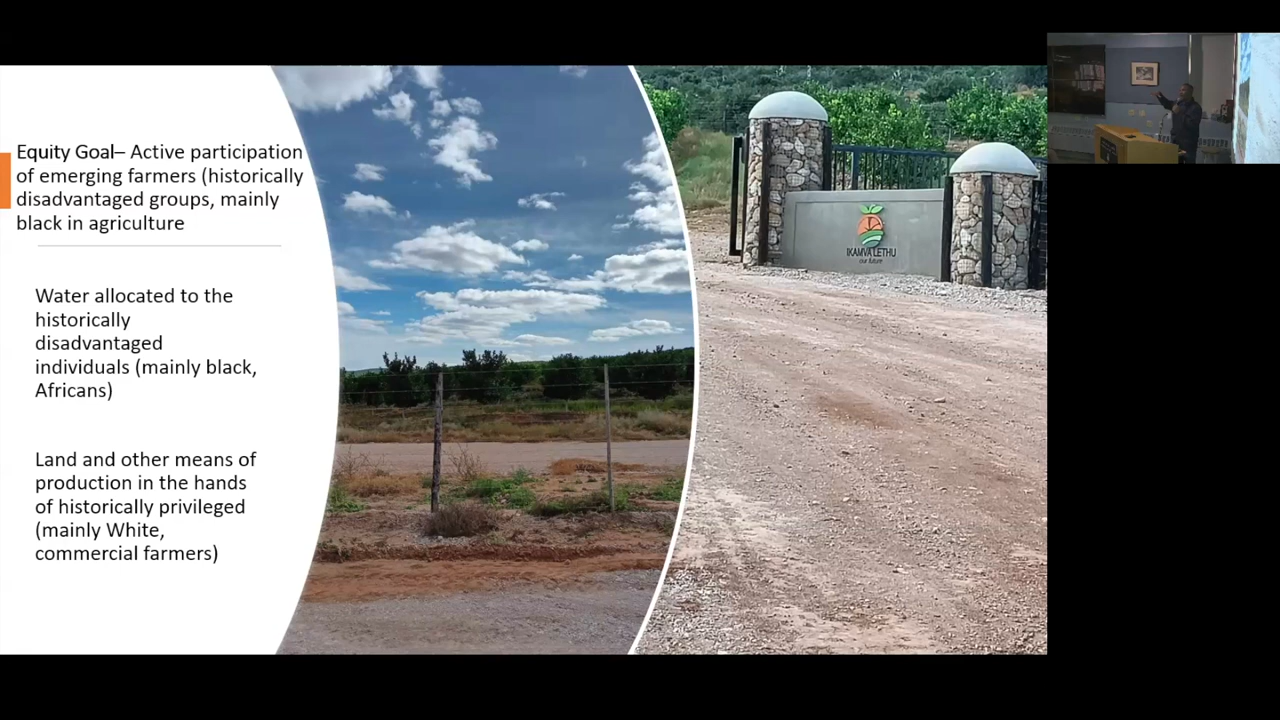 Equity Goal– Active participation
of emerging farmers (historically
disadvantaged groups, mainly
black in agriculture
Water allocated to the
historically
disadvantaged
individuals (mainly black,
Africans)
Land and other means of
production in the hands
of historically privileged
(mainly White,
commercial farmers)
IKAMVA LETHU
our future